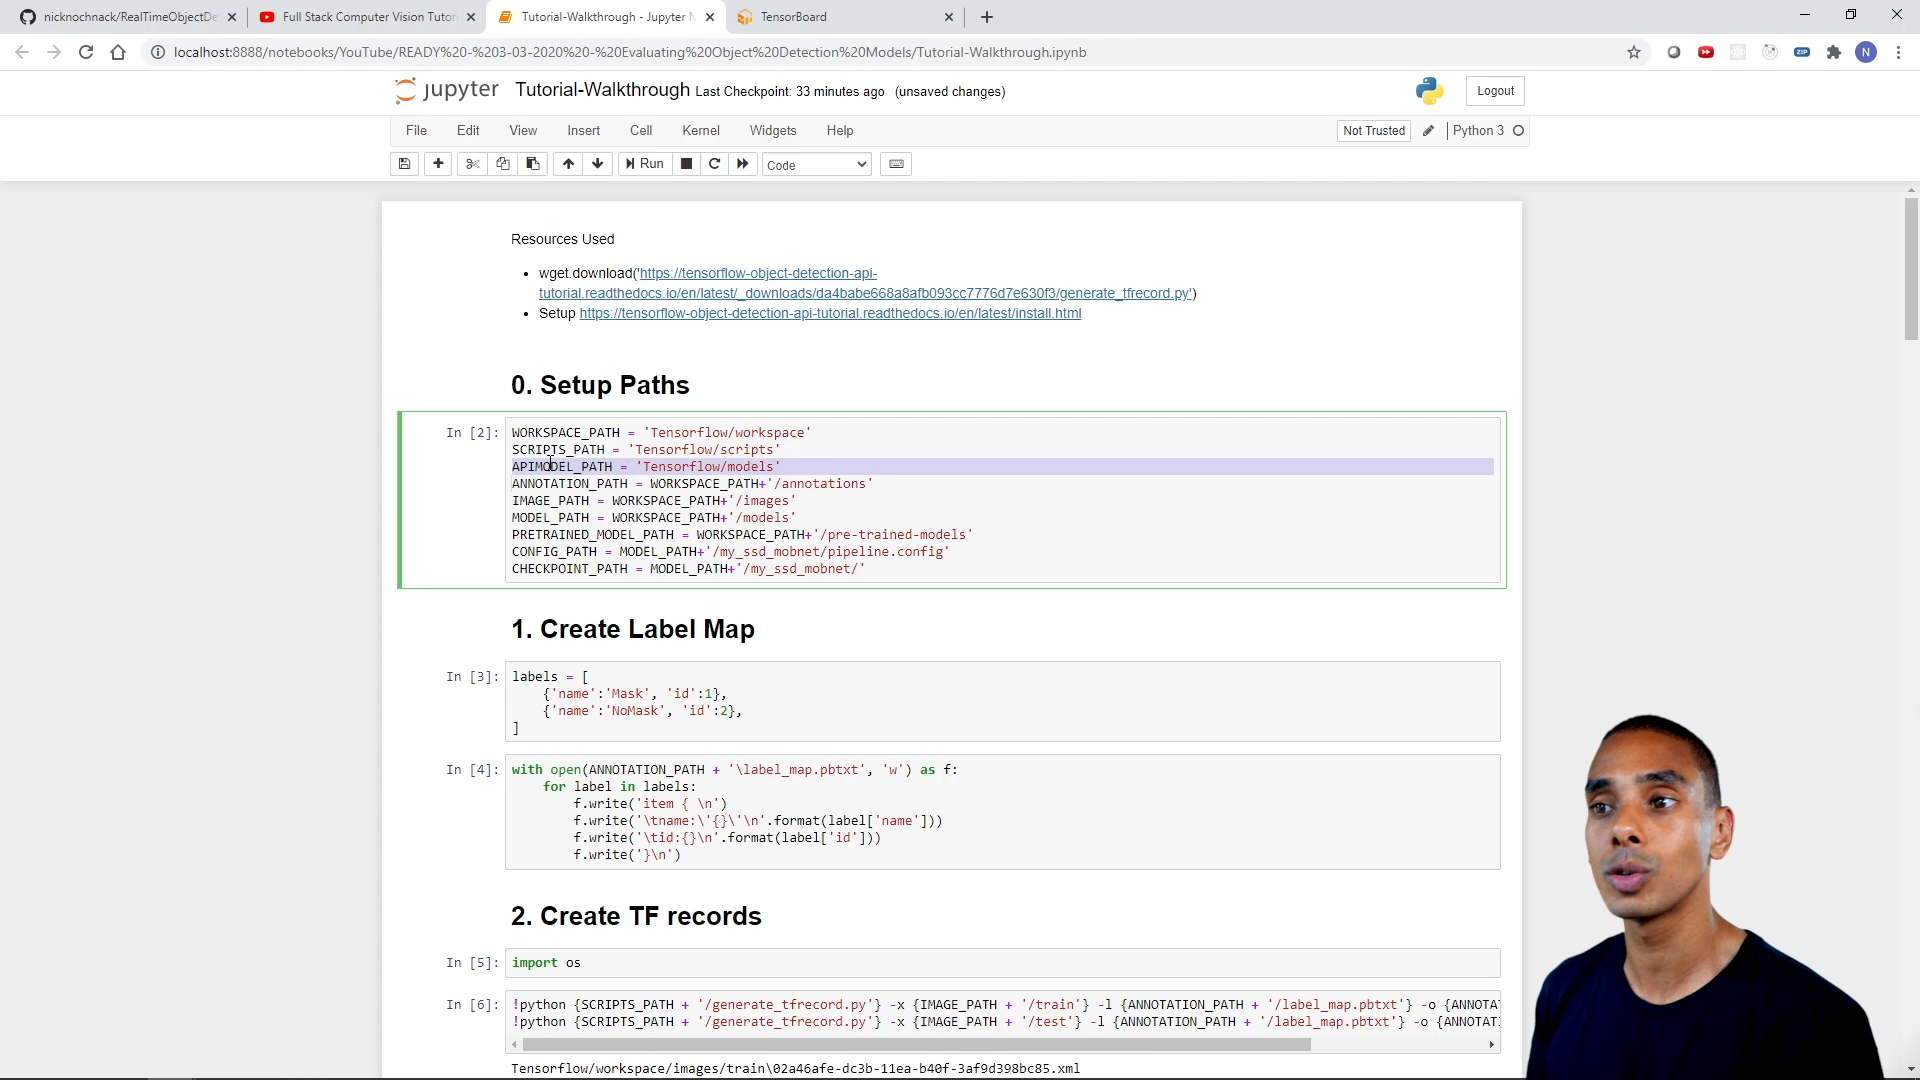 nicknochnack/RealTimeObjectDe
Full Stack Computer Vision Tutor
Tutorial-Walkthrough - Jupyter N
TensorBoard
localhost:8888/notebooks/YouTube/READY%20-%203-03-2020%20-%20Evaluating%20Object%20Detection%20Models/Tutorial-Walkthrough.ipynb
ZIP
N
jupyter Tutorial-Walkthrough Last Checkpoint: 33 minutes ago (unsaved changes)
Logout
File Edit View Insert Cell Kernel Widgets Help
Not Trusted
Python 3
Run
Code
Resources Used
wget.download('https://tensorflow-object-detection-api-
tutorial.readthedocs.io/en/latest/_downloads/da4babe668a8afb093cc7776d7e630f3/generate_tfrecord.py')
Setup https://tensorflow-object-detection-api-tutorial.readthedocs.io/en/latest/install.html
0. Setup Paths
In [2]:
WORKSPACE_PATH = 'Tensorflow/workspace'
SCRIPTS_PATH = 'Tensorflow/scripts'
APIMODEL_PATH = 'Tensorflow/models'
ANNOTATION_PATH = WORKSPACE_PATH+'/annotations'
IMAGE_PATH = WORKSPACE_PATH+'/images'
MODEL_PATH = WORKSPACE_PATH+'/models'
PRETRAINED_MODEL_PATH = WORKSPACE_PATH+'/pre-trained-models'
CONFIG_PATH = MODEL_PATH+'/my_ssd_mobnet/pipeline.config'
CHECKPOINT_PATH = MODEL_PATH+'/my_ssd_mobnet/'
1. Create Label Map
In [3]:
labels = [
    {'name':'Mask', 'id':1},
    {'name':'NoMask', 'id':2},
]
In [4]:
with open(ANNOTATION_PATH + '\label_map.pbtxt', 'w') as f:
    for label in labels:
        f.write('item { \n')
        f.write('\tname:\'{}\'\n'.format(label['name']))
        f.write('\tid:{}\n'.format(label['id']))
        f.write('}\n')
2. Create TF records
In [5]:
import os
In [6]:
!python {SCRIPTS_PATH + '/generate_tfrecord.py'} -x {IMAGE_PATH + '/train'} -l {ANNOTATION_PATH + '/label_map.pbtxt'} -o {ANNOTA
!python {SCRIPTS_PATH + '/generate_tfrecord.py'} -x {IMAGE_PATH + '/test'} -l {ANNOTATION_PATH + '/label_map.pbtxt'} -o {ANNOTAT
Tensorflow/workspace/images/train\02a46afe-dc3b-11ea-b40f-3af9d398bc85.xml